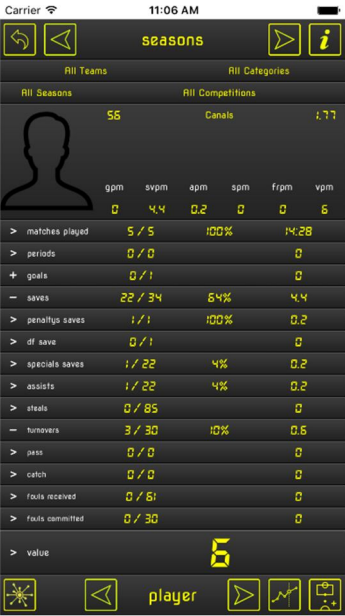 Carrier 11:06 AM
seasons
i
All Teams All Categories
All Seasons All Competitions
56 Canals 1.77
gpm svpm apm spm frpm vpm
0 4.4 0.2 0 0 6
> matches played 5 / 5 100% 14:28
> periods 0 / 0 0
+ goals 0 / 1 0
− saves 22 / 34 64% 4.4
> penaltys saves 1 / 1 100% 0.2
> df save 0 / 1 0
> specials saves 1 / 22 4% 0.2
> assists 1 / 22 4% 0.2
> steals 0 / 85 0
− turnovers 3 / 30 10% 0.6
> pass 0 / 0 0
> catch 0 / 0 0
> fouls received 0 / 61 0
> fouls committed 0 / 30 0
> value 6
player